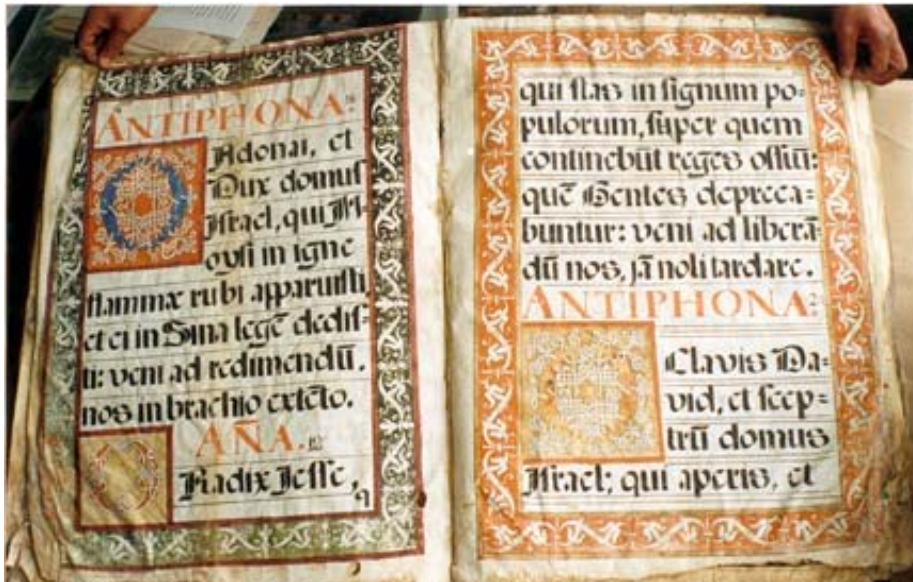 ANTIPHONA.
O Adonai, et
Dux domus
Israel, qui M-
oysi in igne
flammæ rubi apparuisti,
et ei in Sina legē dedis-
ti: veni ad redimendū.
nos in brachio extēto.
AÑA.
O Radix Jesse,
qui stas in signum po-
pulorum, super quem
continebūt reges os suū:
quē Gentes depreca-
buntur: veni ad liberā-
dū nos, jā noli tardare.
ANTIPHONA.
O Clavis Da-
vid, et scep-
trū domus
Israel; qui aperis, et